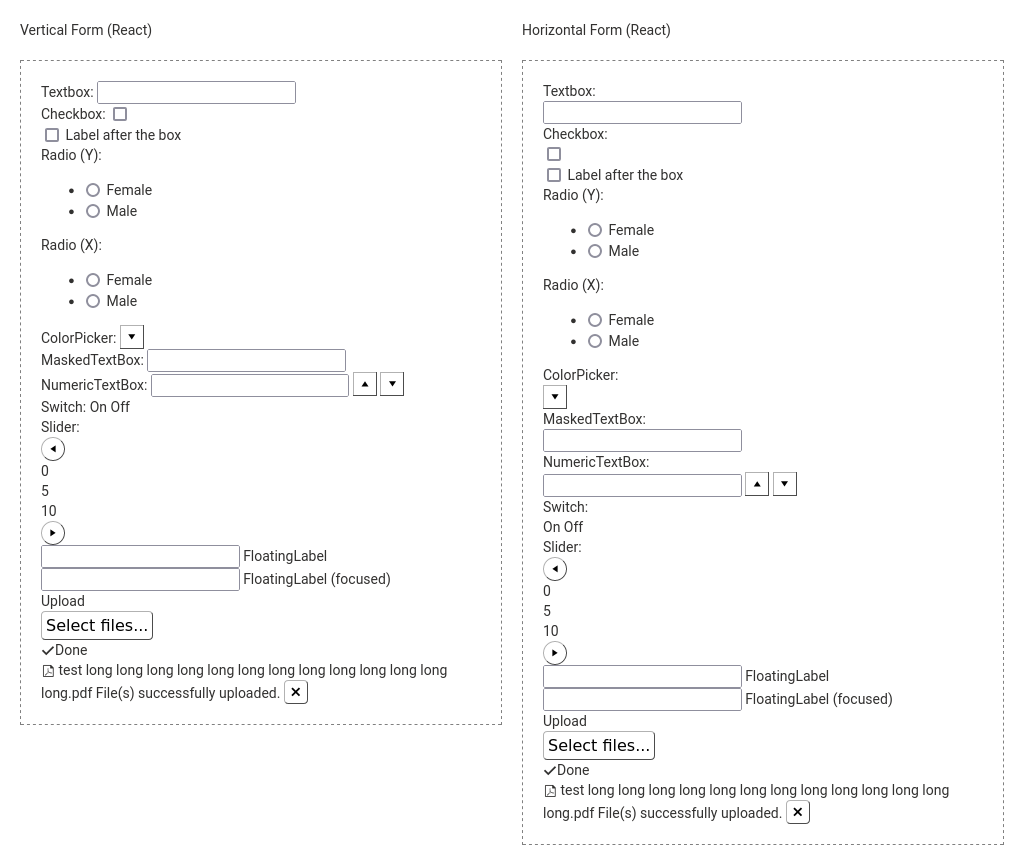 Vertical Form (React)
Textbox:
Checkbox:
Label after the box
Radio (Y):
Female
Male
Radio (X):
Female
Male
ColorPicker:
MaskedTextBox:
NumericTextBox:
Switch: On Off
Slider:
0
5
10
FloatingLabel
FloatingLabel (focused)
Upload
Select files...
Done
test long long long long long long long long long long long long
long.pdf File(s) successfully uploaded.
Horizontal Form (React)
Textbox:
Checkbox:
Label after the box
Radio (Y):
Female
Male
Radio (X):
Female
Male
ColorPicker:
MaskedTextBox:
NumericTextBox:
Switch:
On Off
Slider:
0
5
10
FloatingLabel
FloatingLabel (focused)
Upload
Select files...
Done
test long long long long long long long long long long long long
long.pdf File(s) successfully uploaded.